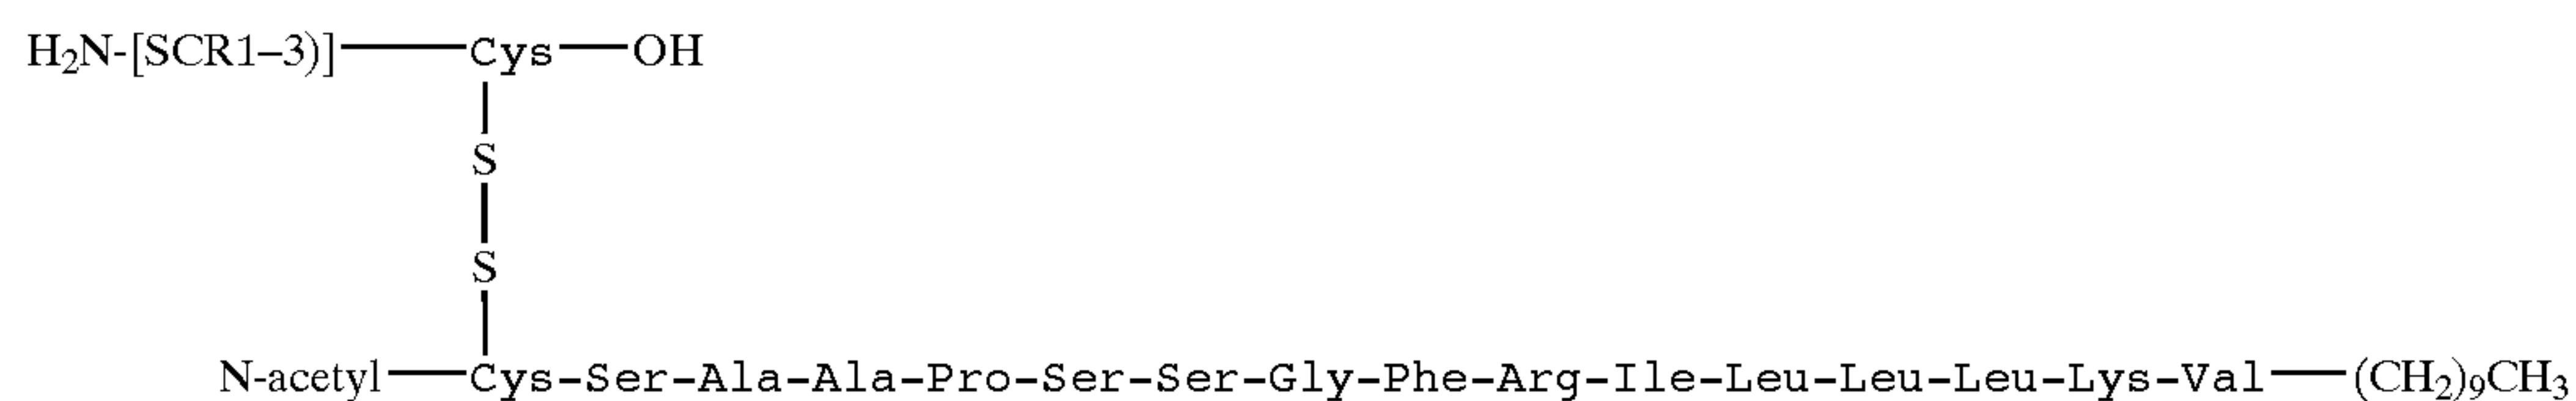 H₂N-[SCR1–3)]—Cys—OH
S
S
N-acetyl—Cys-Ser-Ala-Ala-Pro-Ser-Ser-Gly-Phe-Arg-Ile-Leu-Leu-Leu-Lys-Val—(CH₂)₉CH₃